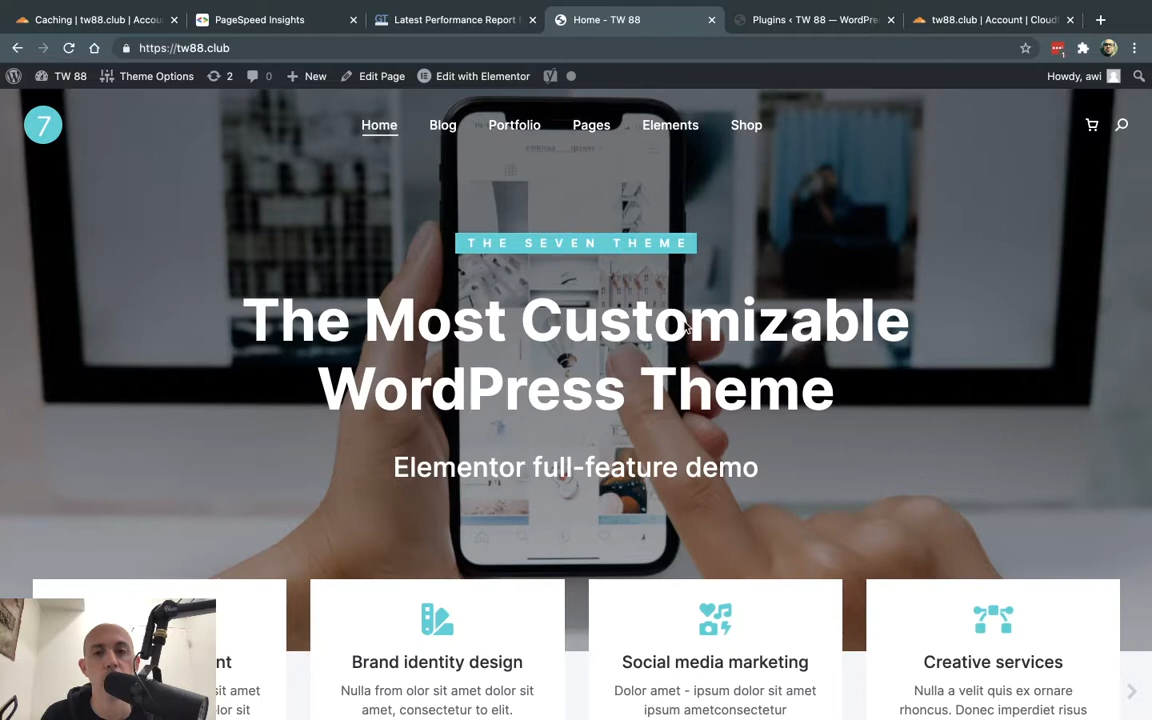 Caching | tw88.club | Accou
PageSpeed Insights
GT Latest Performance Report
Home - TW 88
Plugins ‹ TW 88 — WordPre
tw88.club | Account | Cloudf
https://tw88.club
TW 88
Theme Options
2
0
New
Edit Page
Edit with Elementor
Howdy, awi
7
Home
Blog
Portfolio
Pages
Elements
Shop
THE SEVEN THEME
The Most Customizable
WordPress Theme
Elementor full-feature demo
nt
sit amet
lor sit
Brand identity design
Nulla from olor sit amet dolor sit
amet, consectetur to elit.
Social media marketing
Dolor amet - ipsum dolor sit amet
ipsum ametconsectetur
Creative services
Nulla a velit quis ex ornare
rhoncus. Donec imperdiet risus